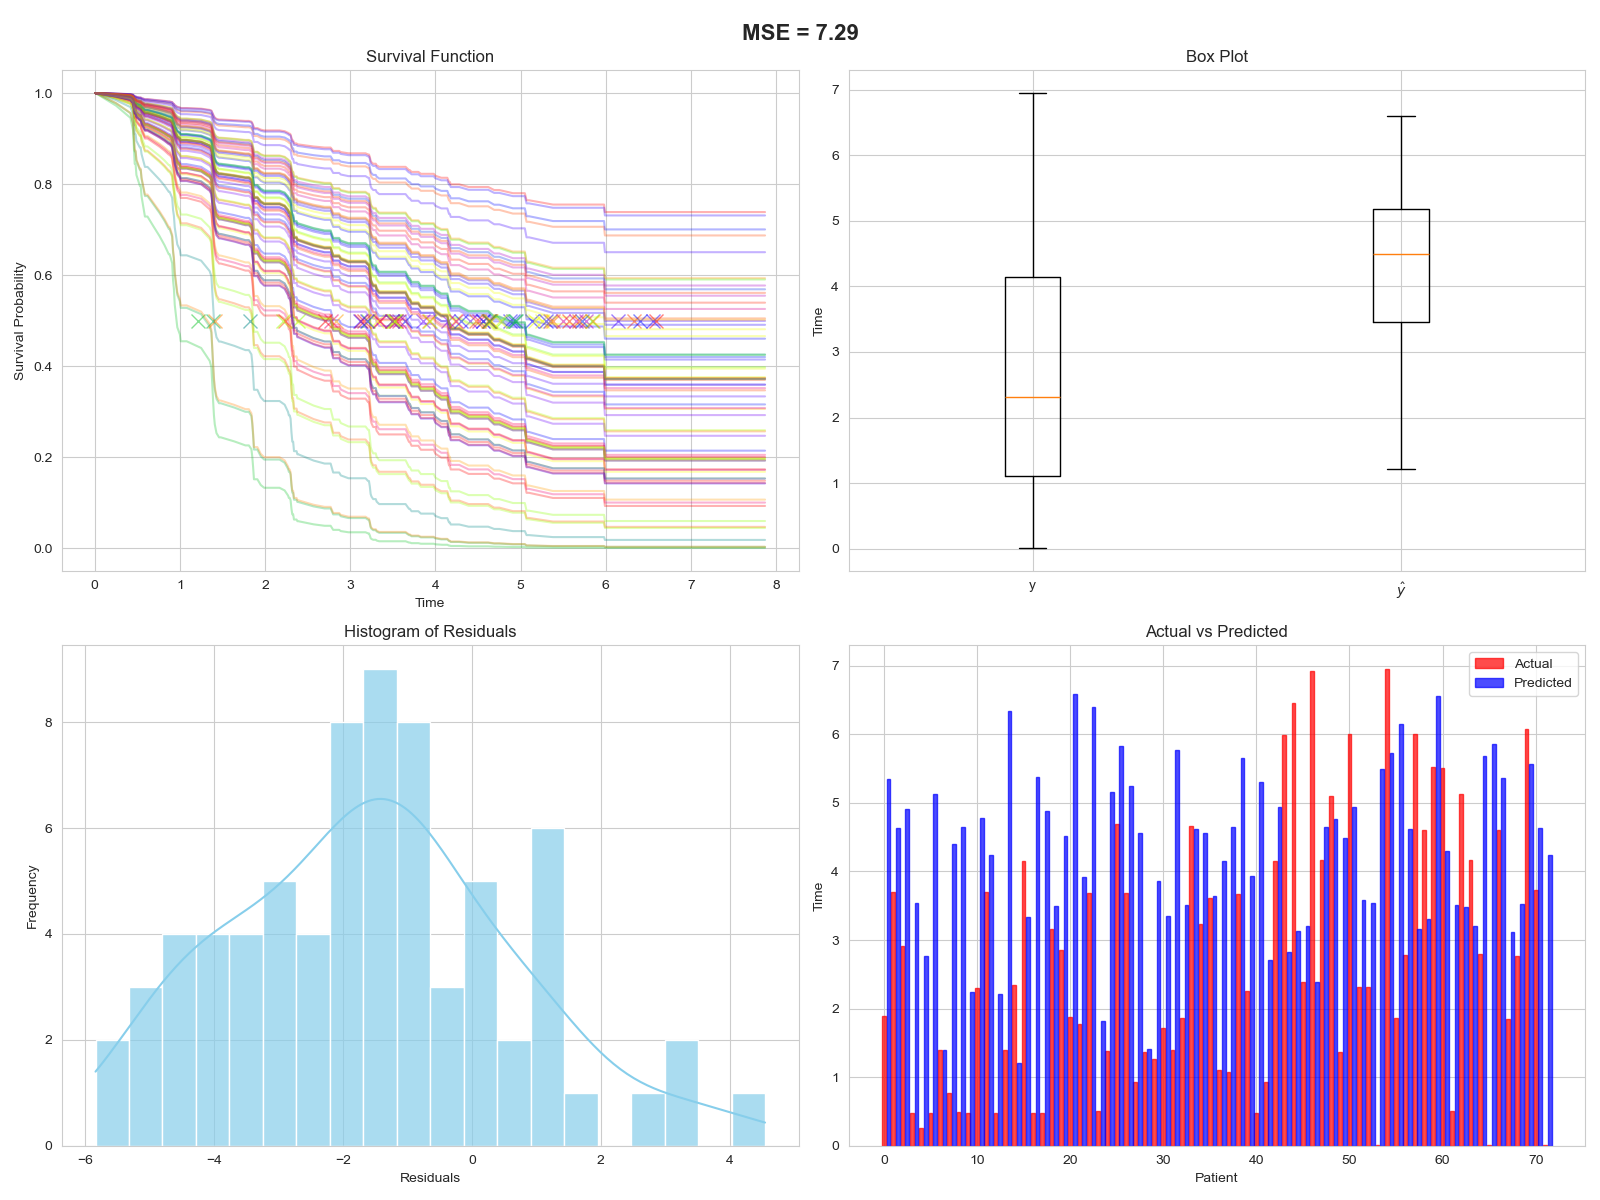 MSE = 7.29
Survival Function
1.0
0.8
0.6
0.4
0.2
0.0
Survival Probability
0 1 2 3 4 5 6 7 8
Time
Box Plot
7
6
5
4
3
2
1
0
Time
y ŷ
Histogram of Residuals
8
6
4
2
0
Frequency
−6 −4 −2 0 2 4
Residuals
Actual vs Predicted
Actual
Predicted
7
6
5
4
3
2
1
0
Time
0 10 20 30 40 50 60 70
Patient